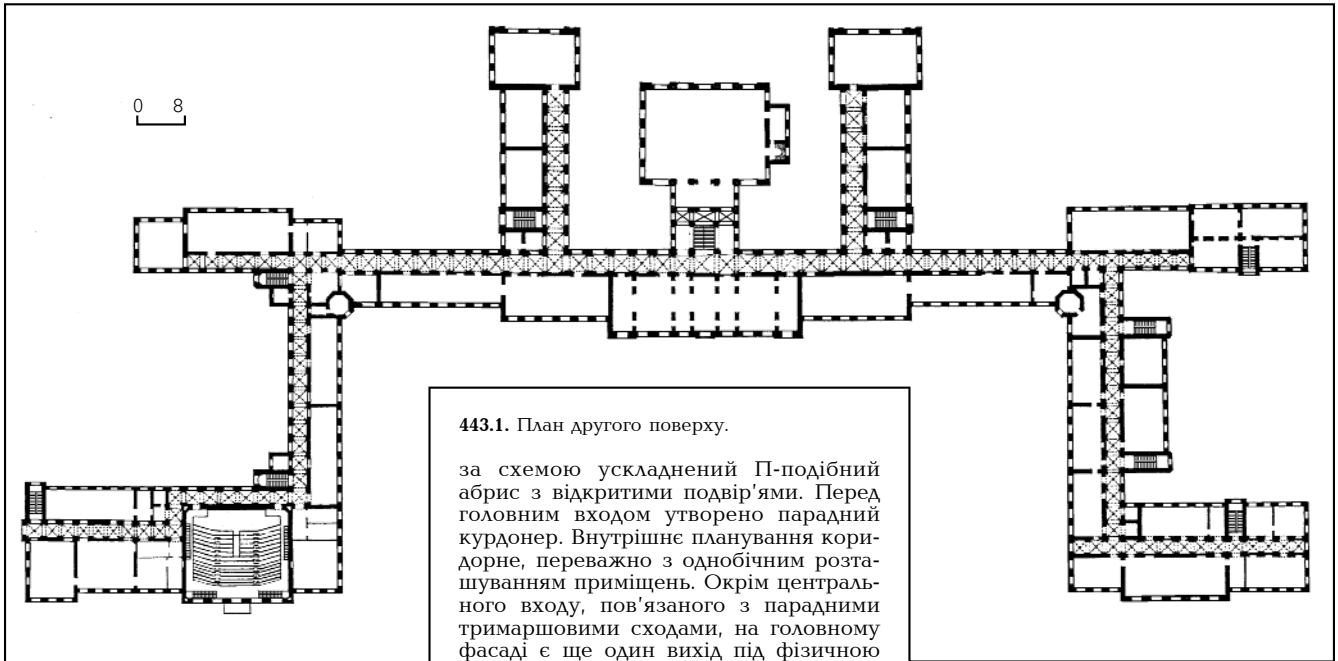 0 8
443.1. План другого поверху.
за схемою ускладнений П-подібний
абрис з відкритими подвір'ями. Перед
головним входом утворено парадний
курдонер. Внутрішнє планування кори-
дорне, переважно з однобічним розта-
шуванням приміщень. Окрім централь-
ного входу, пов'язаного з парадними
тримаршовими сходами, на головному
фасаді є ще один вихід під фізичною